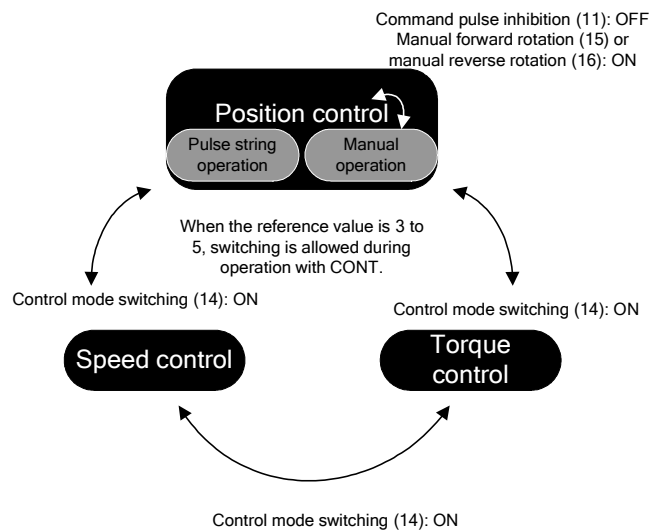 Command pulse inhibition (11): OFF
Manual forward rotation (15) or
manual reverse rotation (16): ON
Position control
Pulse string
operation
Manual
operation
When the reference value is 3 to
5, switching is allowed during
operation with CONT.
Control mode switching (14): ON
Control mode switching (14): ON
Speed control
Torque
control
Control mode switching (14): ON